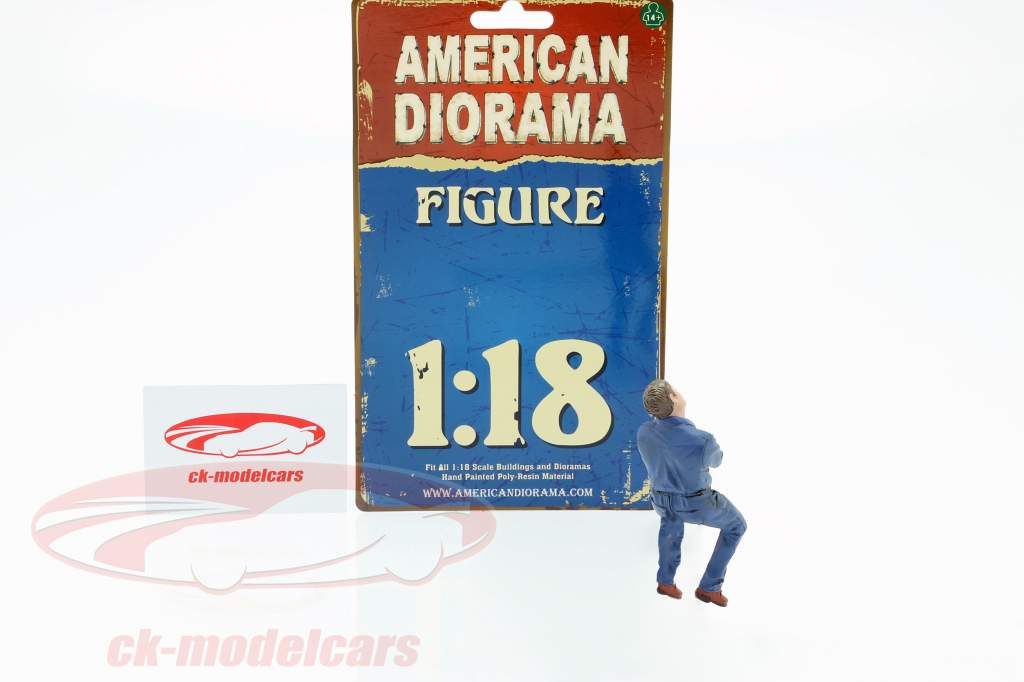 14+
AMERICAN
DIORAMA
FIGURE
1:18
Fit All 1:18 Scale Buildings and Dioramas
Hand Painted Poly-Resin Material
WWW.AMERICANDIORAMA.COM
ck-modelcars
ck-modelcars